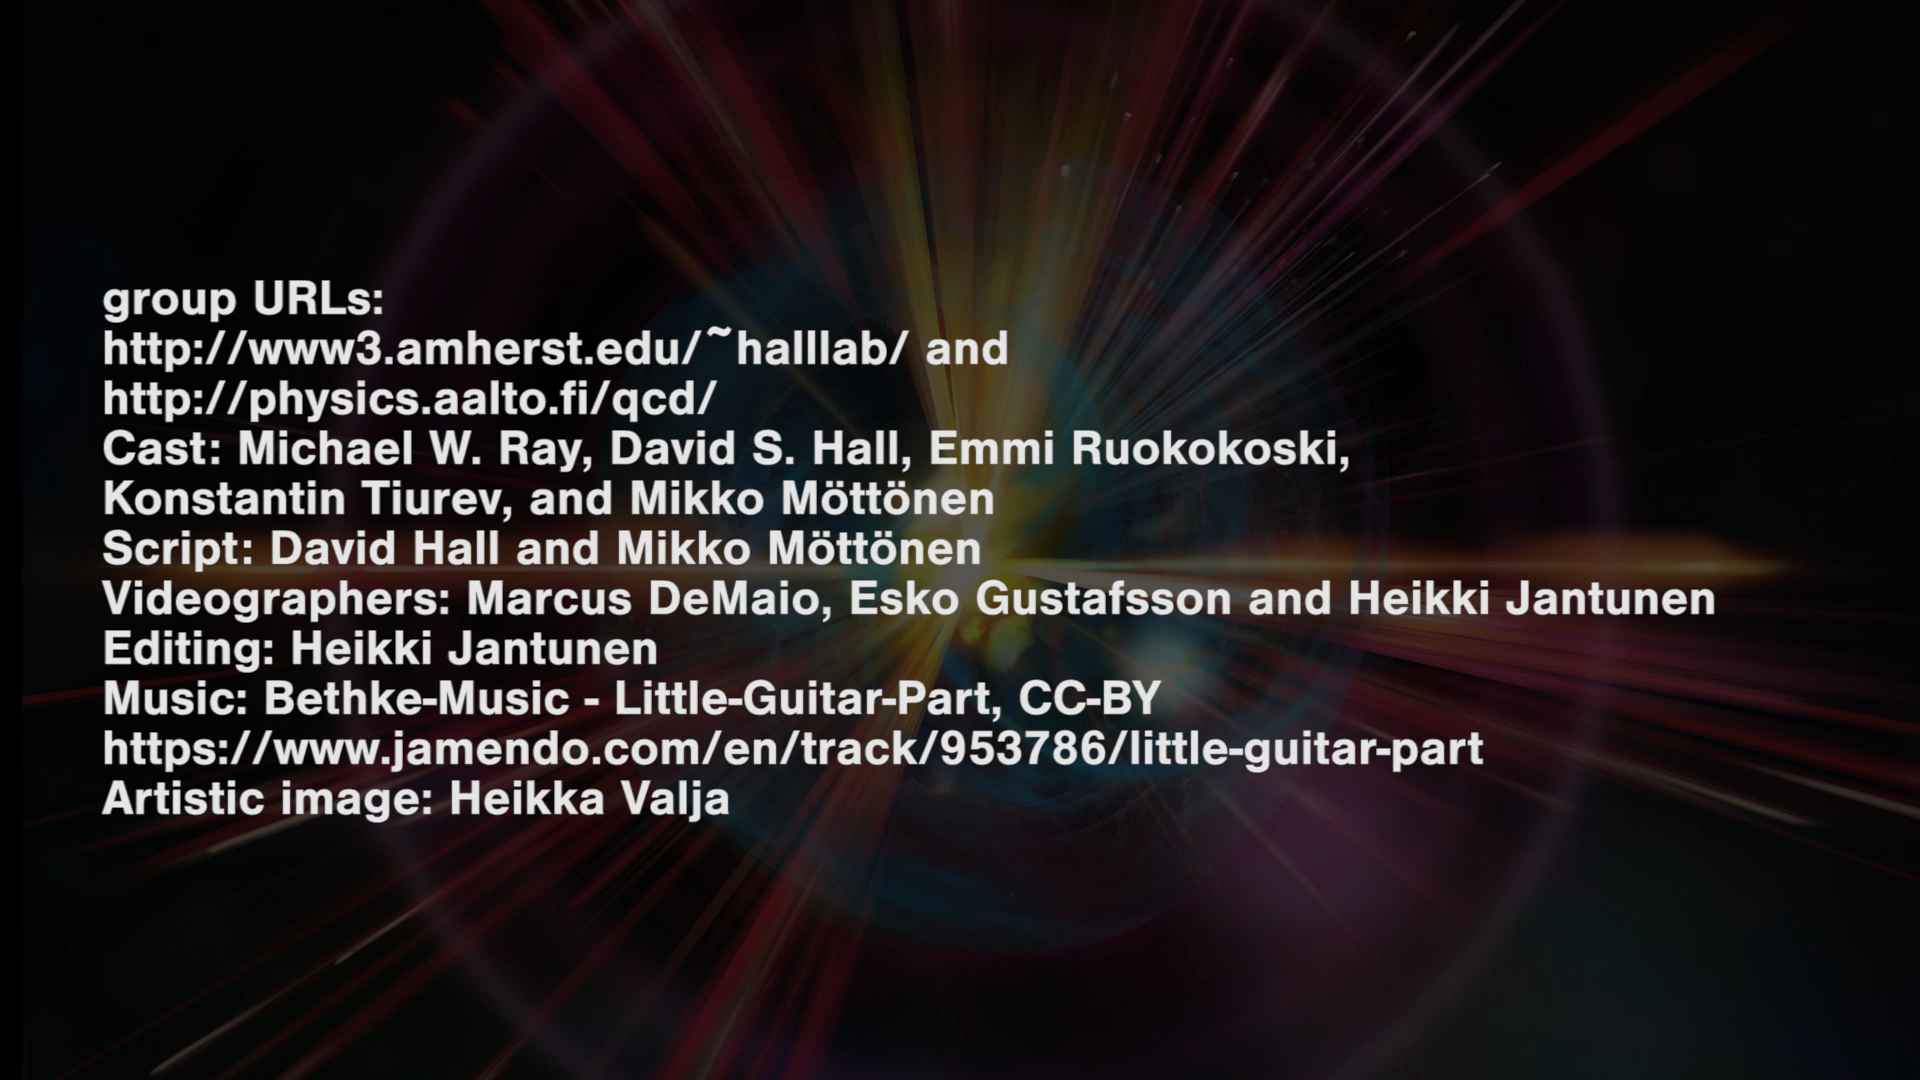 group URLs:
http://www3.amherst.edu/~halllab/ and
http://physics.aalto.fi/qcd/
Cast: Michael W. Ray, David S. Hall, Emmi Ruokokoski,
Konstantin Tiurev, and Mikko Möttönen
Script: David Hall and Mikko Möttönen
Videographers: Marcus DeMaio, Esko Gustafsson and Heikki Jantunen
Editing: Heikki Jantunen
Music: Bethke-Music - Little-Guitar-Part, CC-BY
https://www.jamendo.com/en/track/953786/little-guitar-part
Artistic image: Heikka Valja